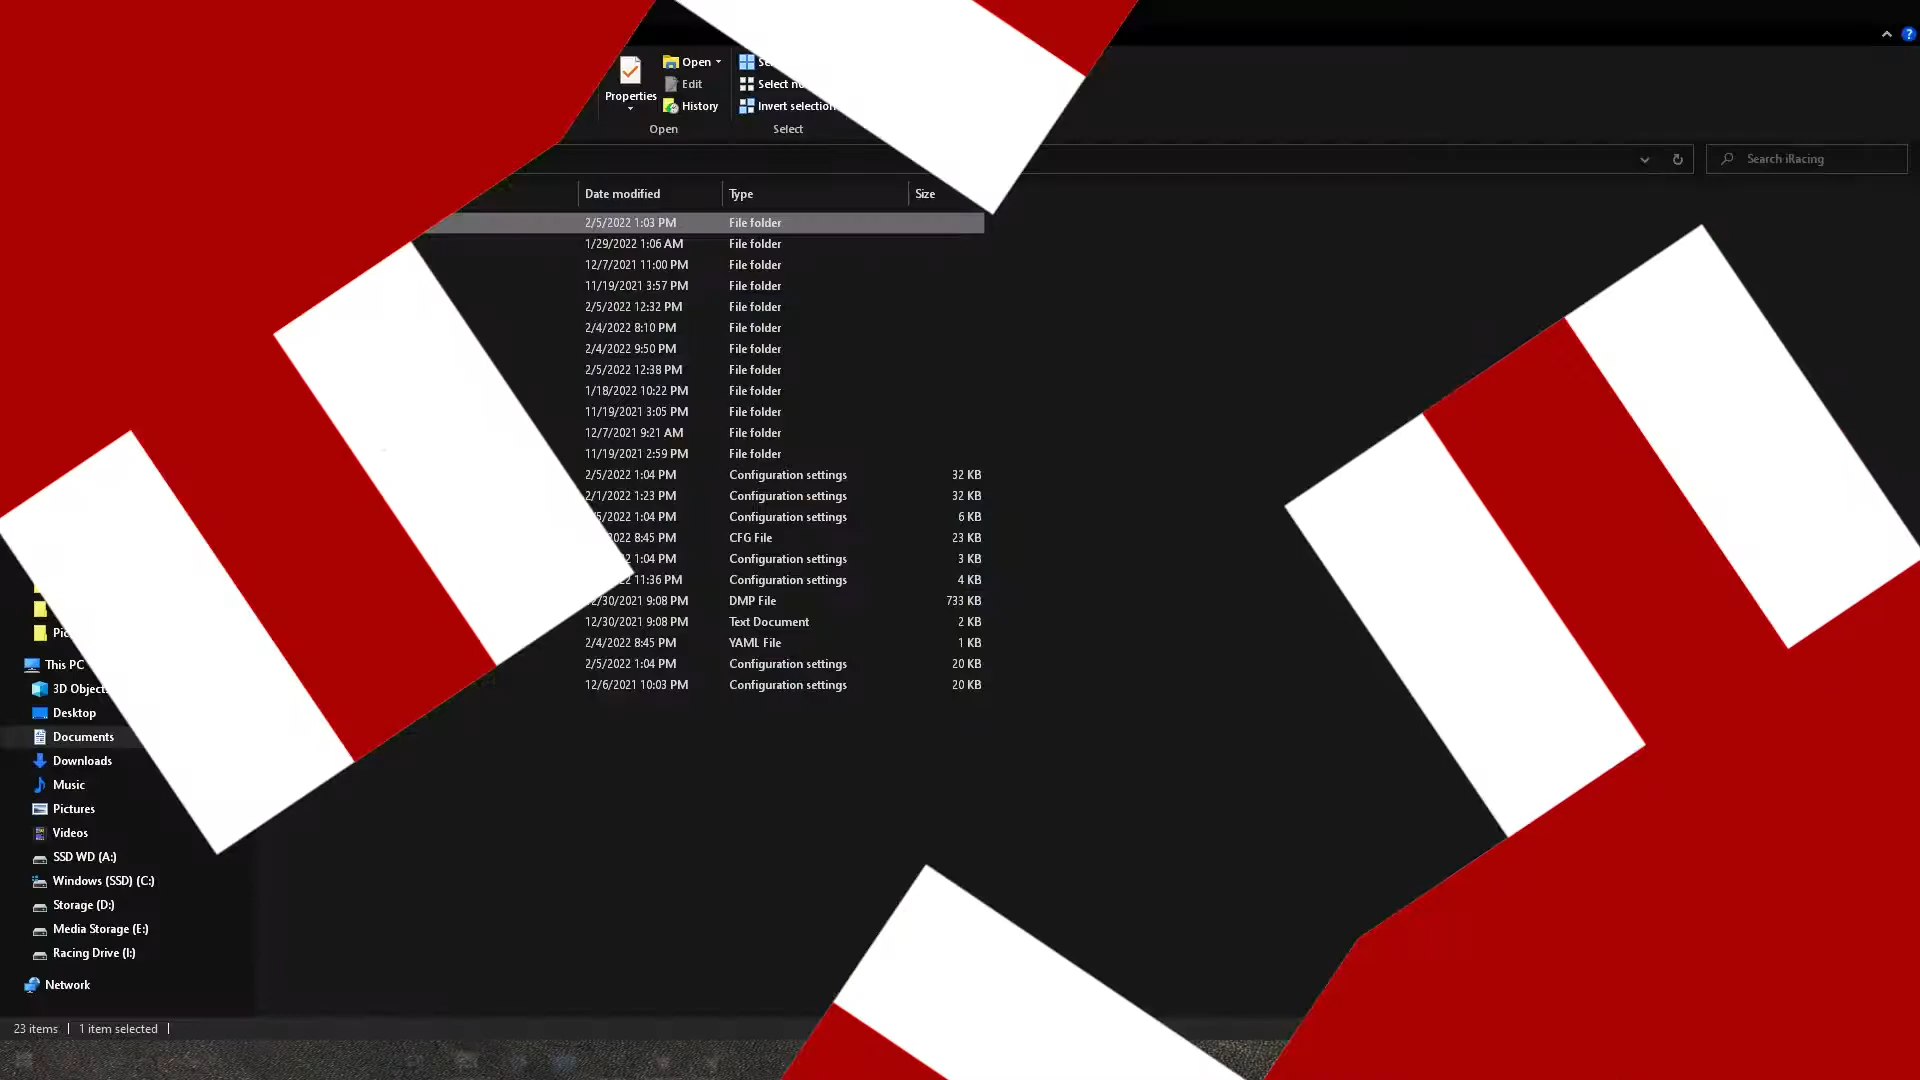 Open
Edit
History
Properties
Select
Invert selection
Open
Select
Search iRacing
Date modified Type Size
2/5/2022 1:03 PM File folder
1/29/2022 1:06 AM File folder
12/7/2021 11:00 PM File folder
11/19/2021 3:57 PM File folder
2/5/2022 12:32 PM File folder
2/4/2022 8:10 PM File folder
2/4/2022 9:50 PM File folder
2/5/2022 12:38 PM File folder
1/18/2022 10:22 PM File folder
11/19/2021 3:05 PM File folder
12/7/2021 9:21 AM File folder
11/19/2021 2:59 PM File folder
2/5/2022 1:04 PM Configuration settings 32 KB
2/1/2022 1:23 PM Configuration settings 32 KB
/2022 1:04 PM Configuration settings 6 KB
8:45 PM CFG File 23 KB
1:04 PM Configuration settings 3 KB
11:36 PM Configuration settings 4 KB
/30/2021 9:08 PM DMP File 733 KB
12/30/2021 9:08 PM Text Document 2 KB
2/4/2022 8:45 PM YAML File 1 KB
2/5/2022 1:04 PM Configuration settings 20 KB
12/6/2021 10:03 PM Configuration settings 20 KB
This PC
3D Object
Desktop
Documents
Downloads
Music
Pictures
Videos
SSD WD (A:)
Windows (SSD) (C:)
Storage (D:)
Media Storage (E:)
Racing Drive (I:)
Network
23 items 1 item selected